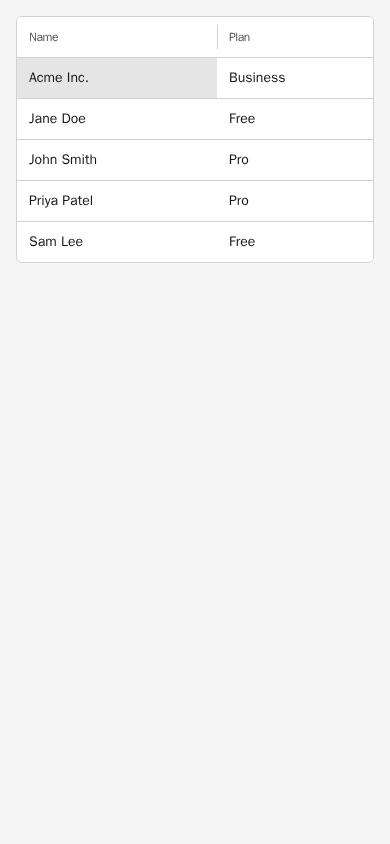 Name Plan
Acme Inc. Business
Jane Doe Free
John Smith Pro
Priya Patel Pro
Sam Lee Free